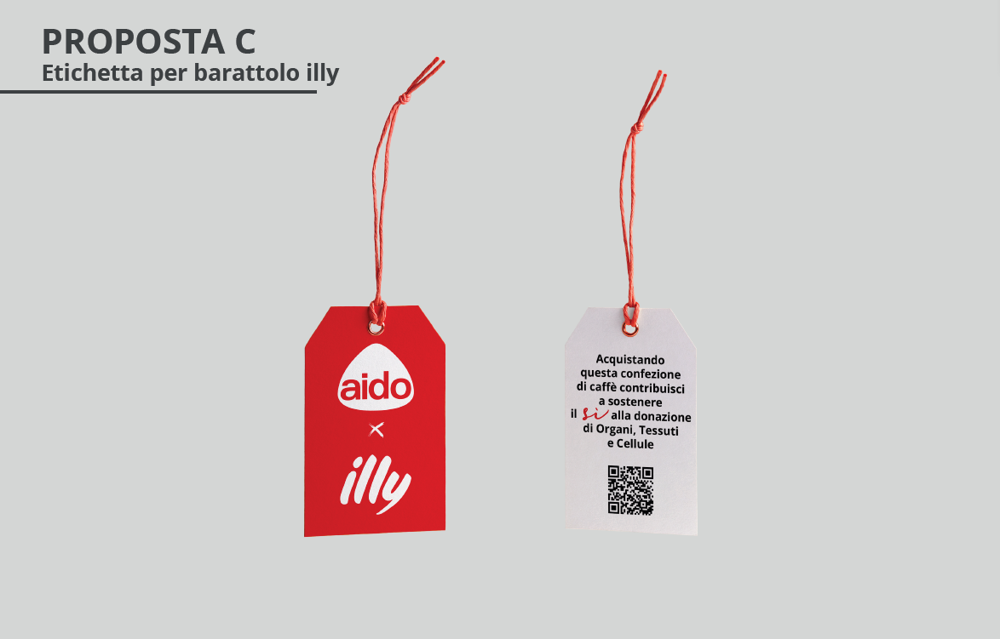 PROPOSTA C
Etichetta per barattolo illy
aido
x
illy
Acquistando
questa confezione
di caffè contribuisci
a sostenere
il sì alla donazione
di Organi, Tessuti
e Cellule